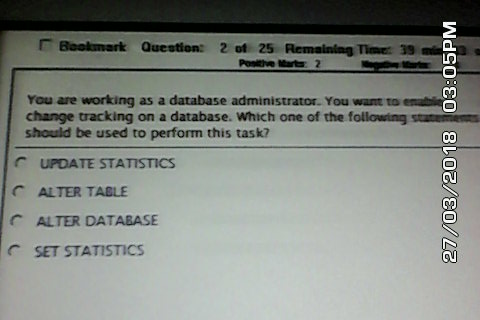 Bookmark Question: 2 of 25 Remaining Time: 39
Positive Marks: 2 Negative Marks:
You are working as a database administrator. You want to enable
change tracking on a database. Which one of the following statements
should be used to perform this task?
UPDATE STATISTICS
ALTER TABLE
ALTER DATABASE
SET STATISTICS
27/03/2018 03:05PM